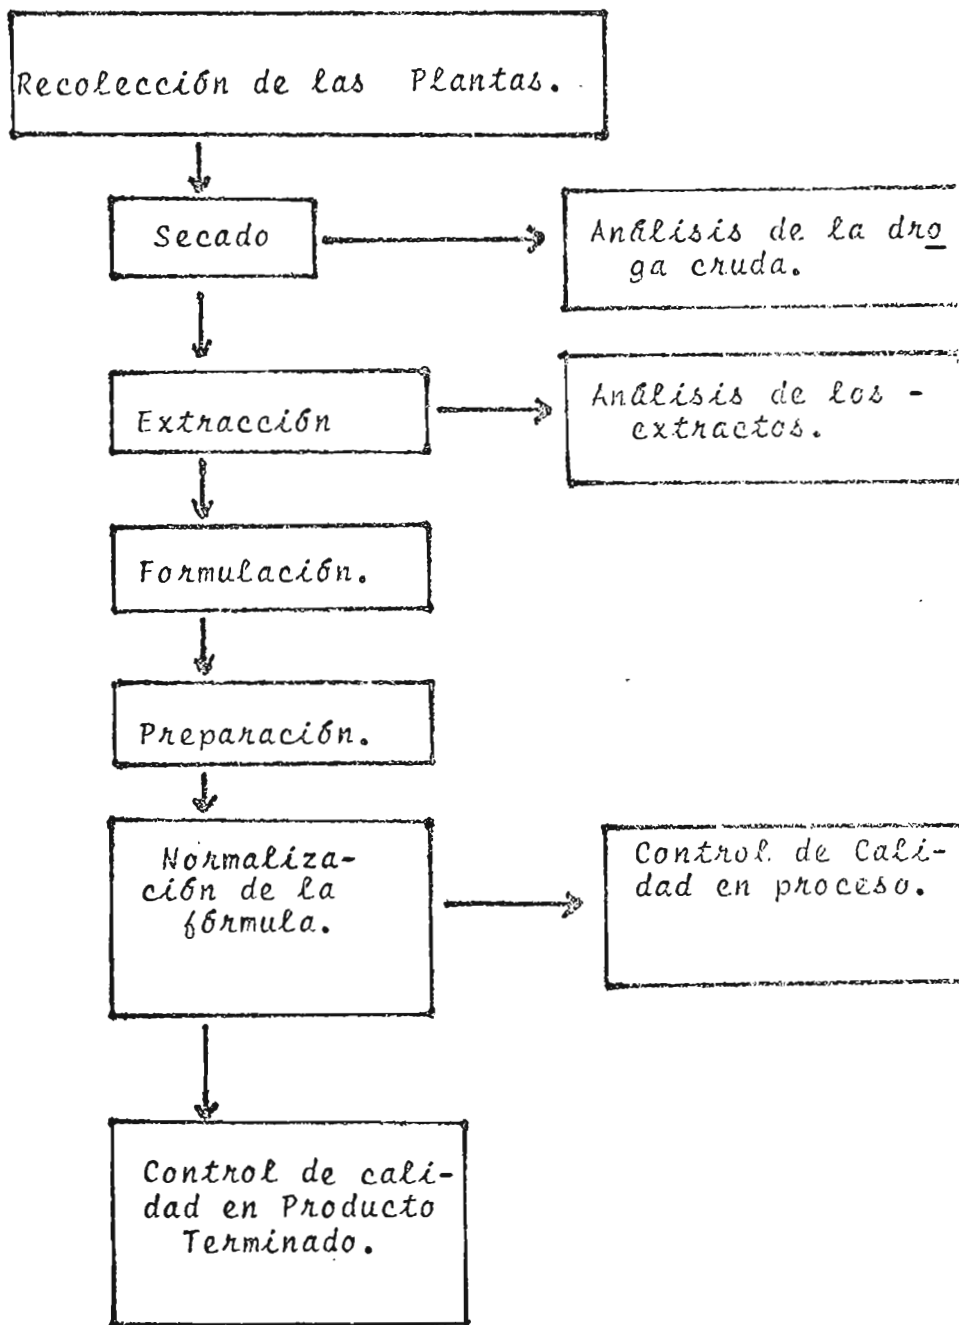 Recolección de las Plantas.
Secado
Análisis de la dro
ga cruda.
Extracción
Análisis de los -
extractos.
Formulación.
Preparación.
Normaliza-
ción de la
fórmula.
Control de Cali-
dad en proceso.
Control de cali-
dad en Producto
Terminado.